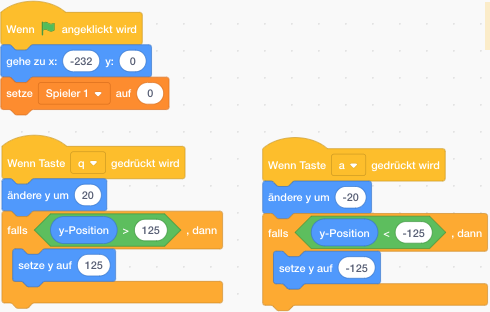 Wenn angeklickt wird
gehe zu x: -232 y: 0
setze Spieler 1 auf 0
Wenn Taste q gedrückt wird
ändere y um 20
falls y-Position > 125 , dann
setze y auf 125
Wenn Taste a gedrückt wird
ändere y um -20
falls y-Position < -125 , dann
setze y auf -125